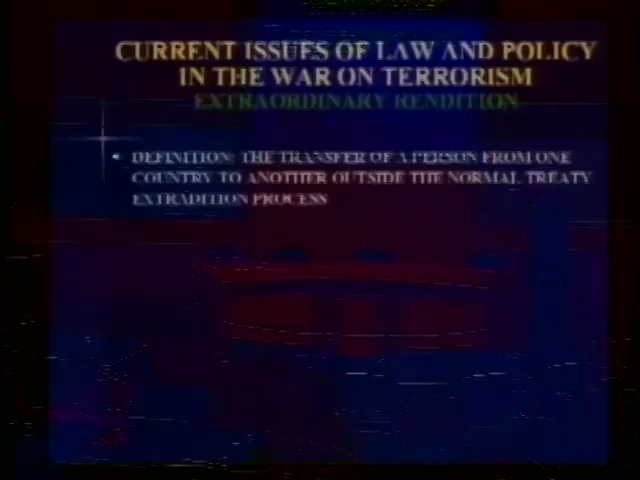 CURRENT ISSUES OF LAW AND POLICY
IN THE WAR ON TERRORISM
EXTRAORDINARY RENDITION
• DEFINITION: THE TRANSFER OF A PERSON FROM ONE
COUNTRY TO ANOTHER OUTSIDE THE NORMAL TREATY
EXTRADITION PROCESS